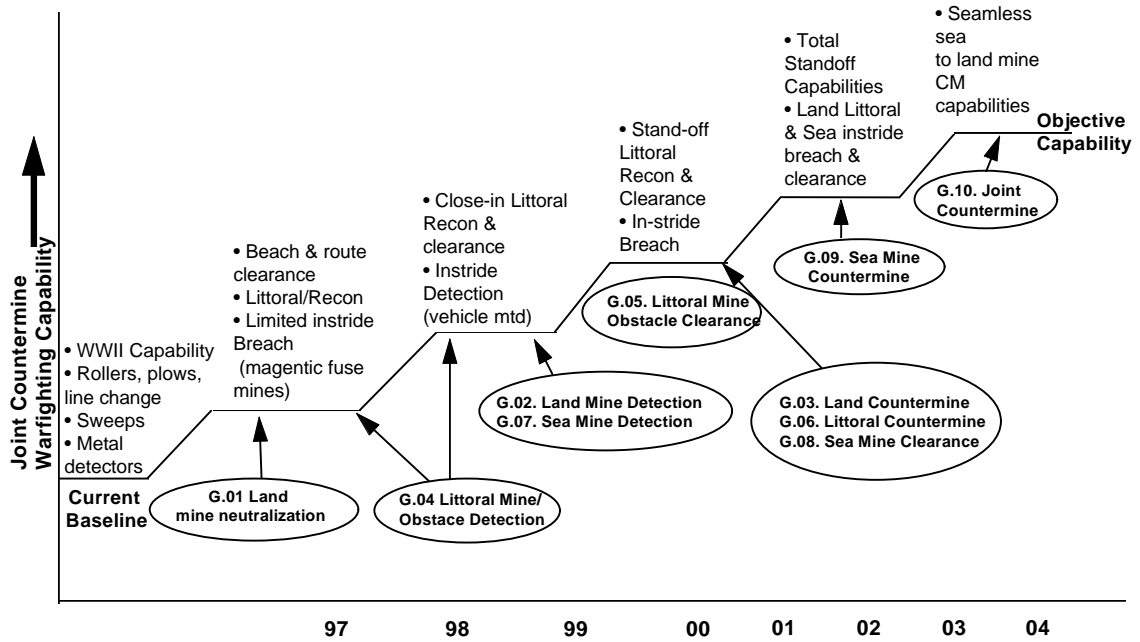 Joint Countermine
Warfighting Capability
• WWII Capability
• Rollers, plows,
line change
• Sweeps
• Metal
detectors
Current
Baseline
• Beach & route
clearance
• Littoral/Recon
• Limited instride
Breach
(magentic fuse
mines)
G.01 Land
mine neutralization
• Close-in Littoral
Recon &
clearance
• Instride
Detection
(vehicle mtd)
G.04 Littoral Mine/
Obstace Detection
G.02. Land Mine Detection
G.07. Sea Mine Detection
• Stand-off
Littoral
Recon &
Clearance
• In-stride
Breach
G.05. Littoral Mine
Obstacle Clearance
G.03. Land Countermine
G.06. Littoral Countermine
G.08. Sea Mine Clearance
• Total
Standoff
Capabilities
• Land Littoral
& Sea instride
breach &
clearance
G.09. Sea Mine
Countermine
• Seamless
sea
to land mine
CM
capabilities
Objective
Capability
G.10. Joint
Countermine
97 98 99 00 01 02 03 04